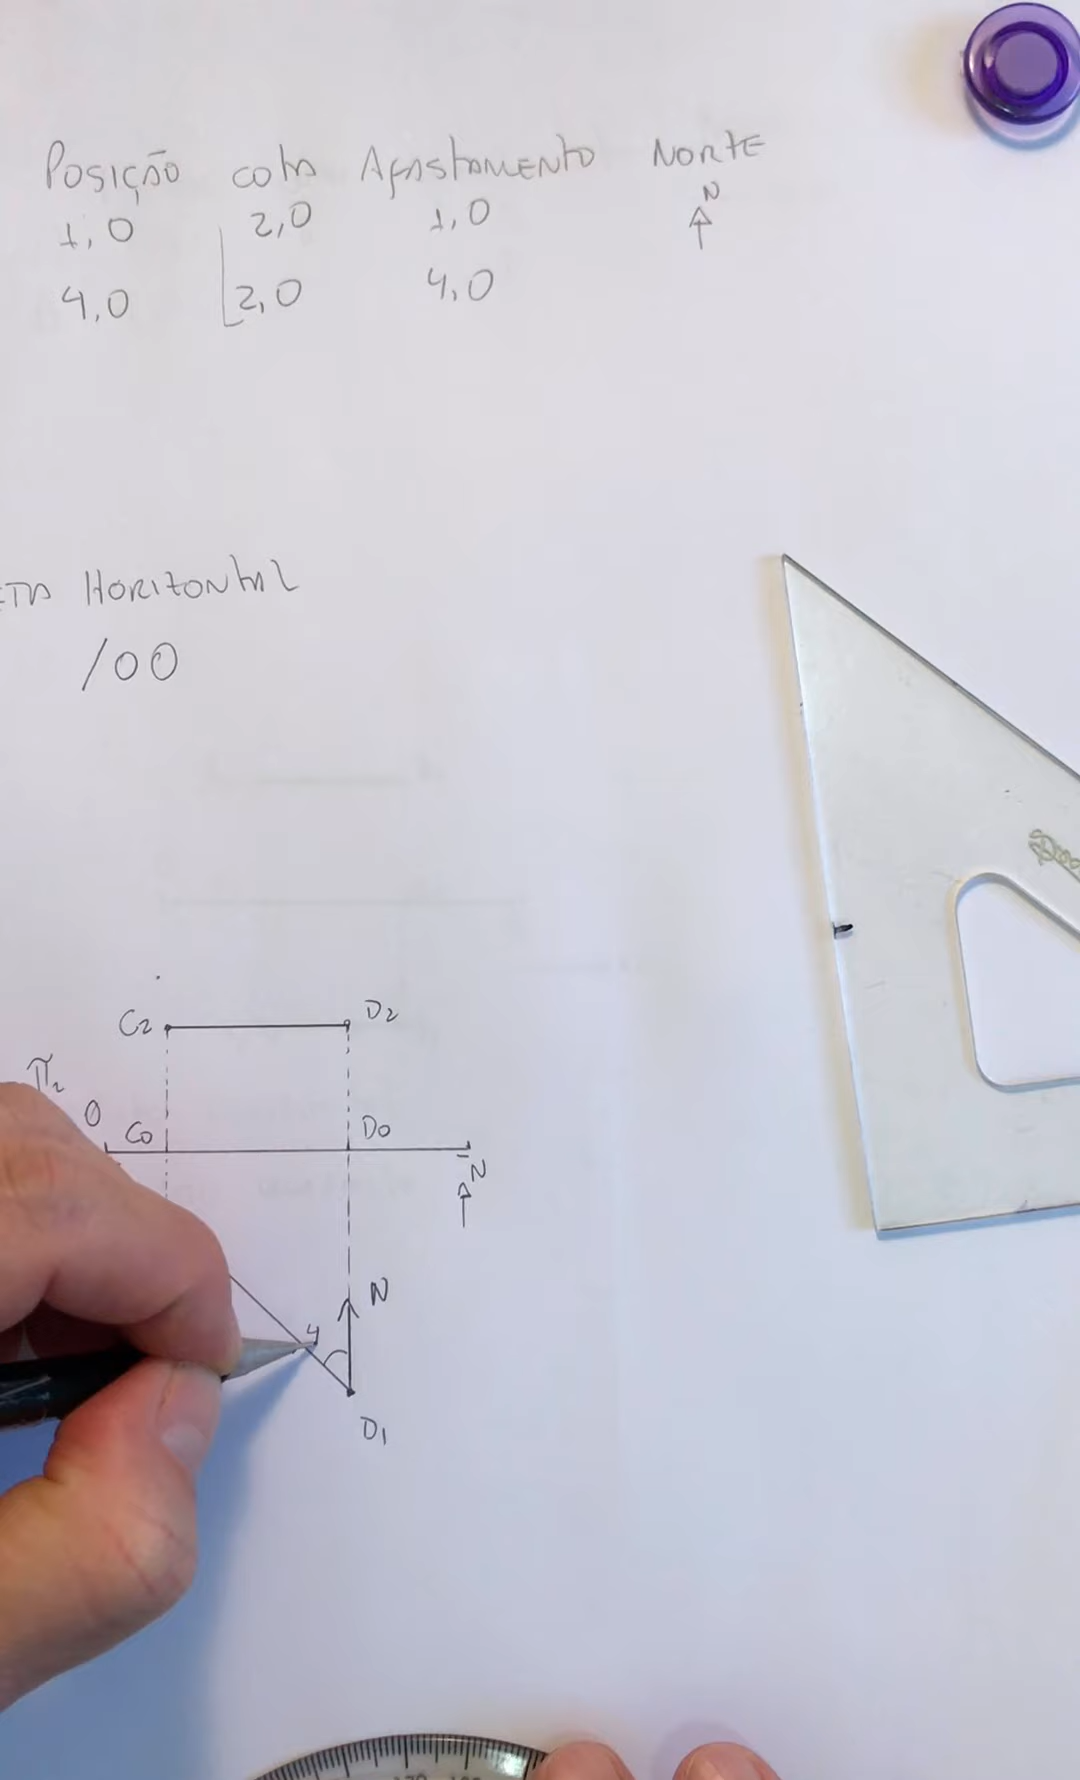 Posição cota Afastamento Norte
1,0 2,0 1,0 N
4,0 2,0 4,0
Horizontal
/00
C2 D2
π2
O C0 D0
N
N
4
D1